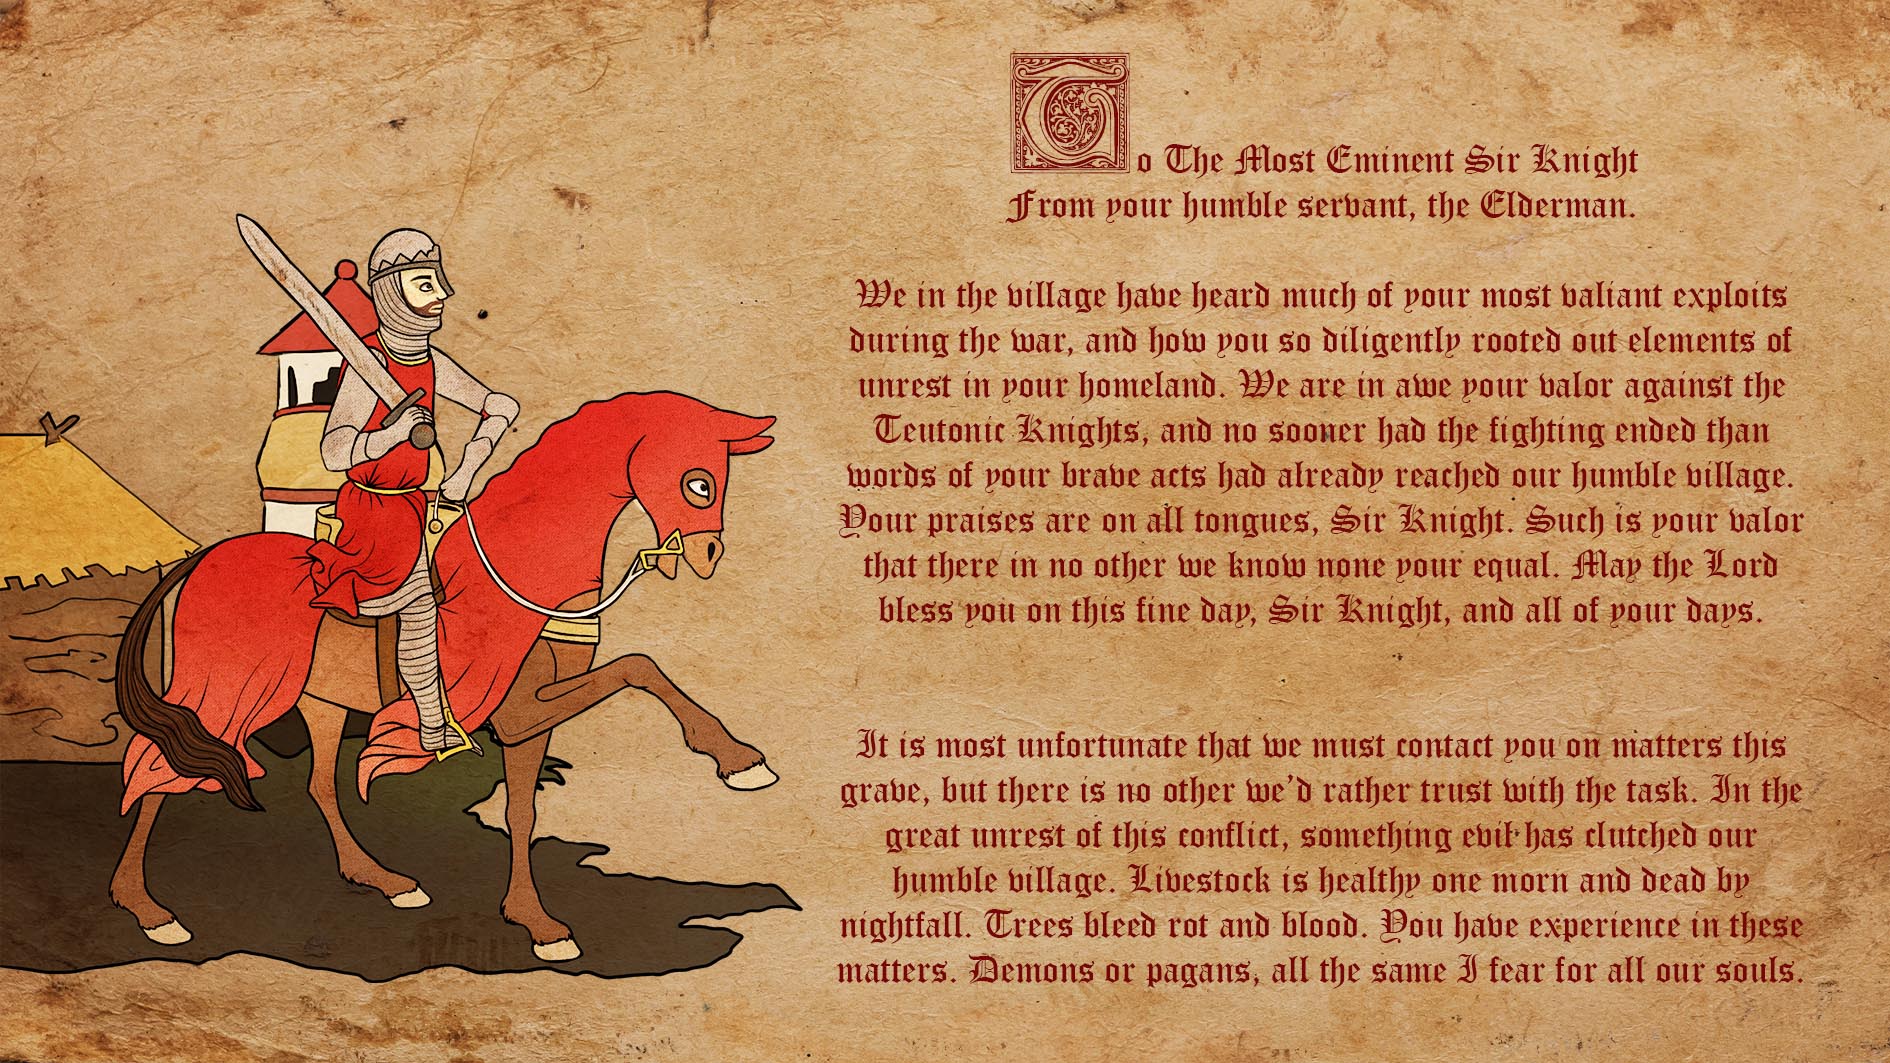 To The Most Eminent Sir Knight
From your humble servant, the Elderman.
We in the village have heard much of your most valiant exploits
during the war, and how you so diligently rooted out elements of
unrest in your homeland. We are in awe your valor against the
Teutonic Knights, and no sooner had the fighting ended than
words of your brave acts had already reached our humble village.
Your praises are on all tongues, Sir Knight. Such is your valor
that there in no other we know none your equal. May the Lord
bless you on this fine day, Sir Knight, and all of your days.
It is most unfortunate that we must contact you on matters this
grave, but there is no other we'd rather trust with the task. In the
great unrest of this conflict, something evil has clutched our
humble village. Livestock is healthy one morn and dead by
nightfall. Trees bleed rot and blood. You have experience in these
matters. Demons or pagans, all the same I fear for all our souls.